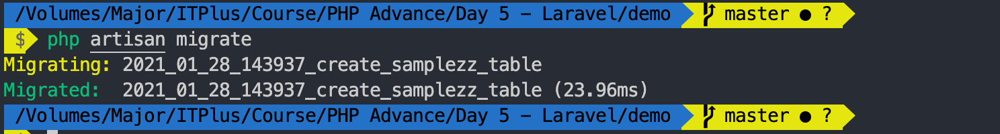 /Volumes/Major/ITPlus/Course/PHP Advance/Day 5 – Laravel/demo master ● ?
$ php artisan migrate
Migrating: 2021_01_28_143937_create_samplezz_table
Migrated:  2021_01_28_143937_create_samplezz_table (23.96ms)
/Volumes/Major/ITPlus/Course/PHP Advance/Day 5 – Laravel/demo master ● ?
$